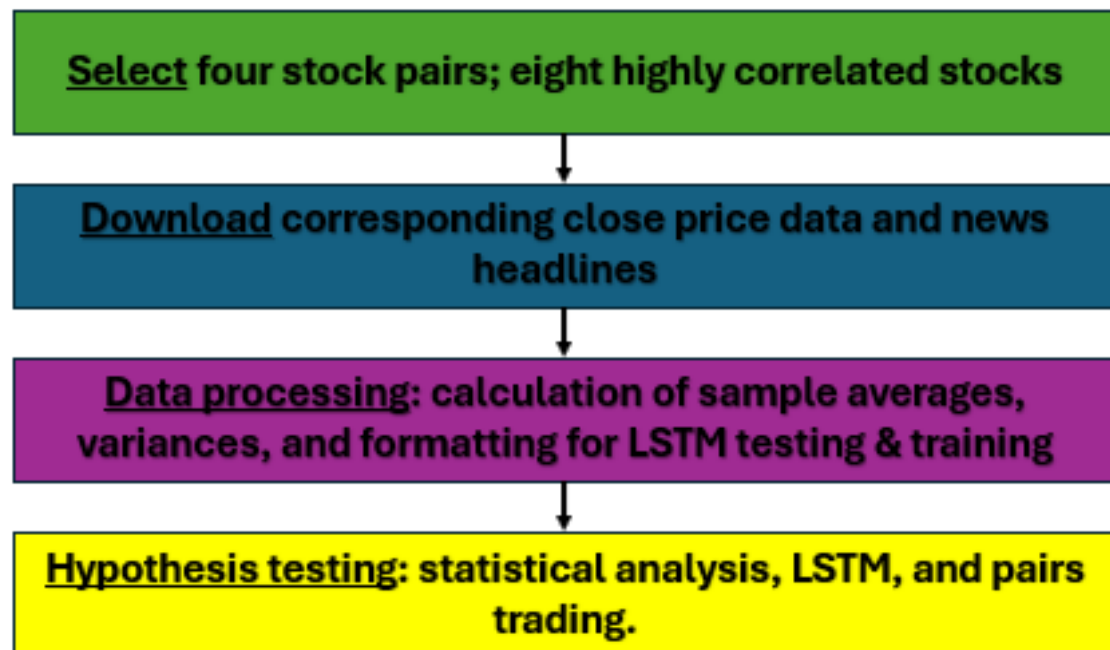 Select four stock pairs; eight highly correlated stocks
Download corresponding close price data and news
headlines
Data processing: calculation of sample averages,
variances, and formatting for LSTM testing & training
Hypothesis testing: statistical analysis, LSTM, and pairs
trading.